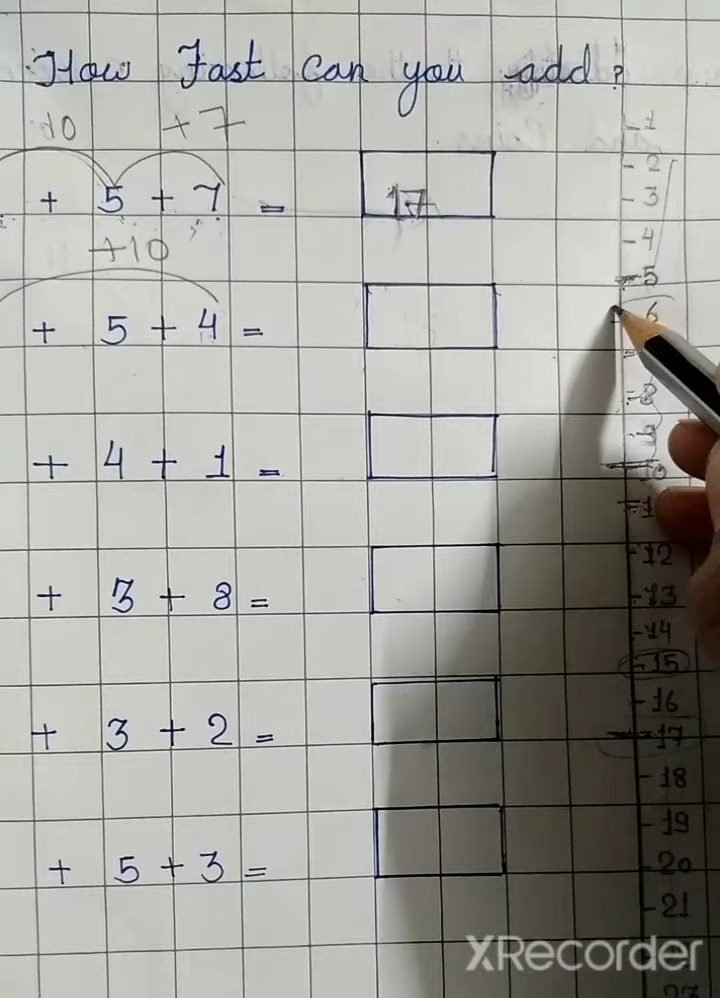 How Fast can you add?
+7
+ 5 + 7 = 17
+10
+ 5 + 4 =
+ 4 + 1 =
+ 3 + 8 =
+ 3 + 2 =
+ 5 + 3 =
-1
-2
-3
-4
-5
6
-8
-12
-13
-14
-15
-16
-17
-18
-19
-20
-21
XRecorder